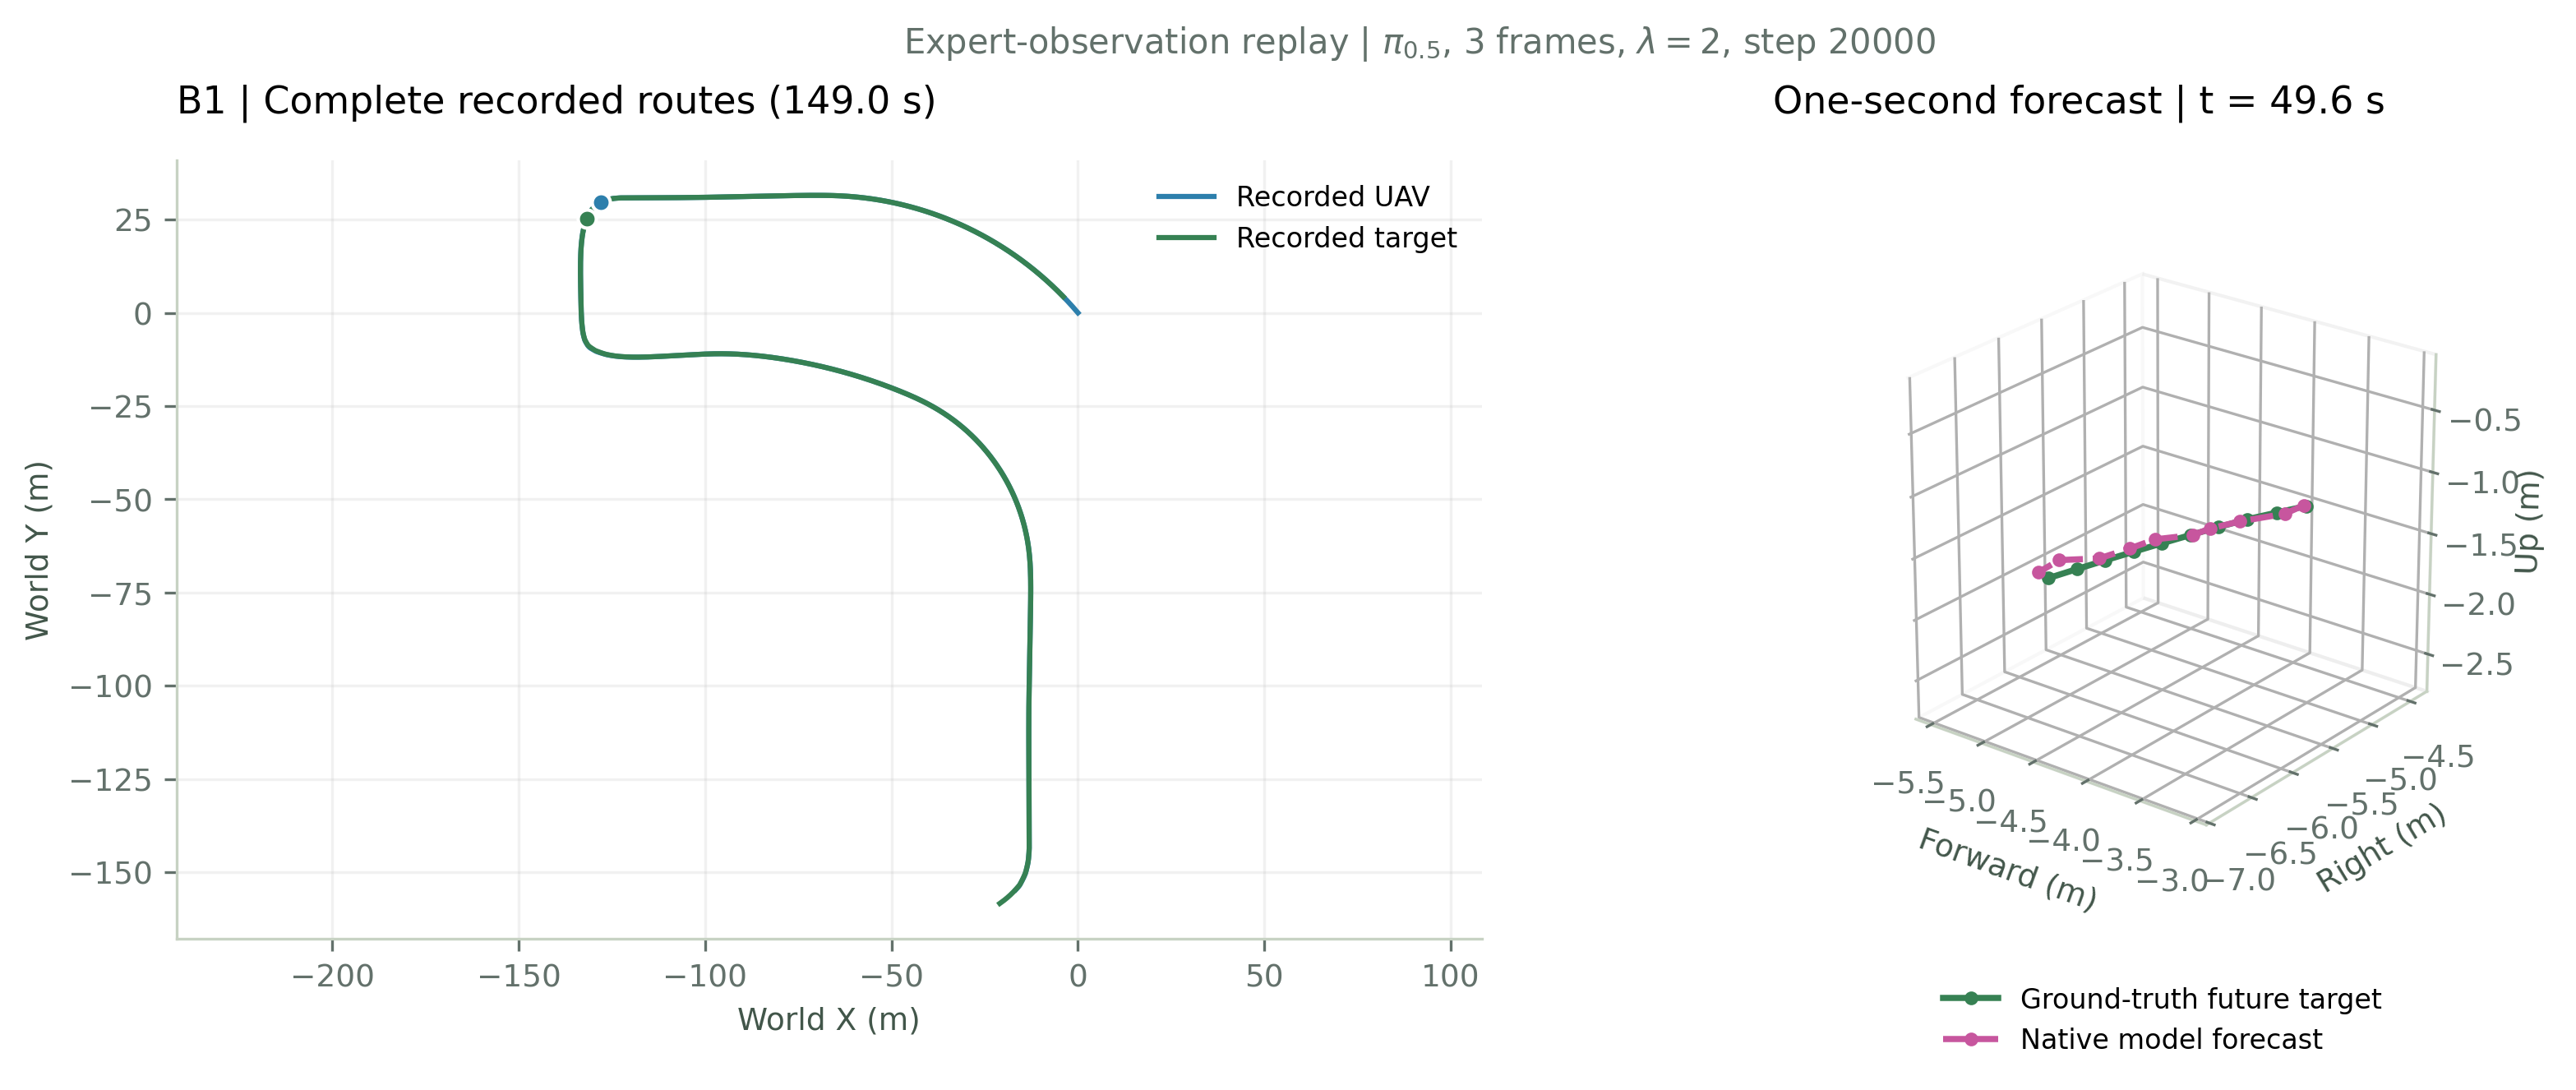 Expert-observation replay | π0.5, 3 frames, λ = 2, step 20000
B1 | Complete recorded routes (149.0 s)
Recorded UAV
Recorded target
25
0
−25
−50
−75
−100
−125
−150
World Y (m)
−200
−150
−100
−50
0
50
100
World X (m)
One-second forecast | t = 49.6 s
−0.5
−1.0
−1.5
−2.0
−2.5
Up (m)
−5.5
−5.0
−4.5
−4.0
−3.5
−3.0
Forward (m)
−4.5
−5.0
−5.5
−6.0
−6.5
−7.0
Right (m)
Ground-truth future target
Native model forecast